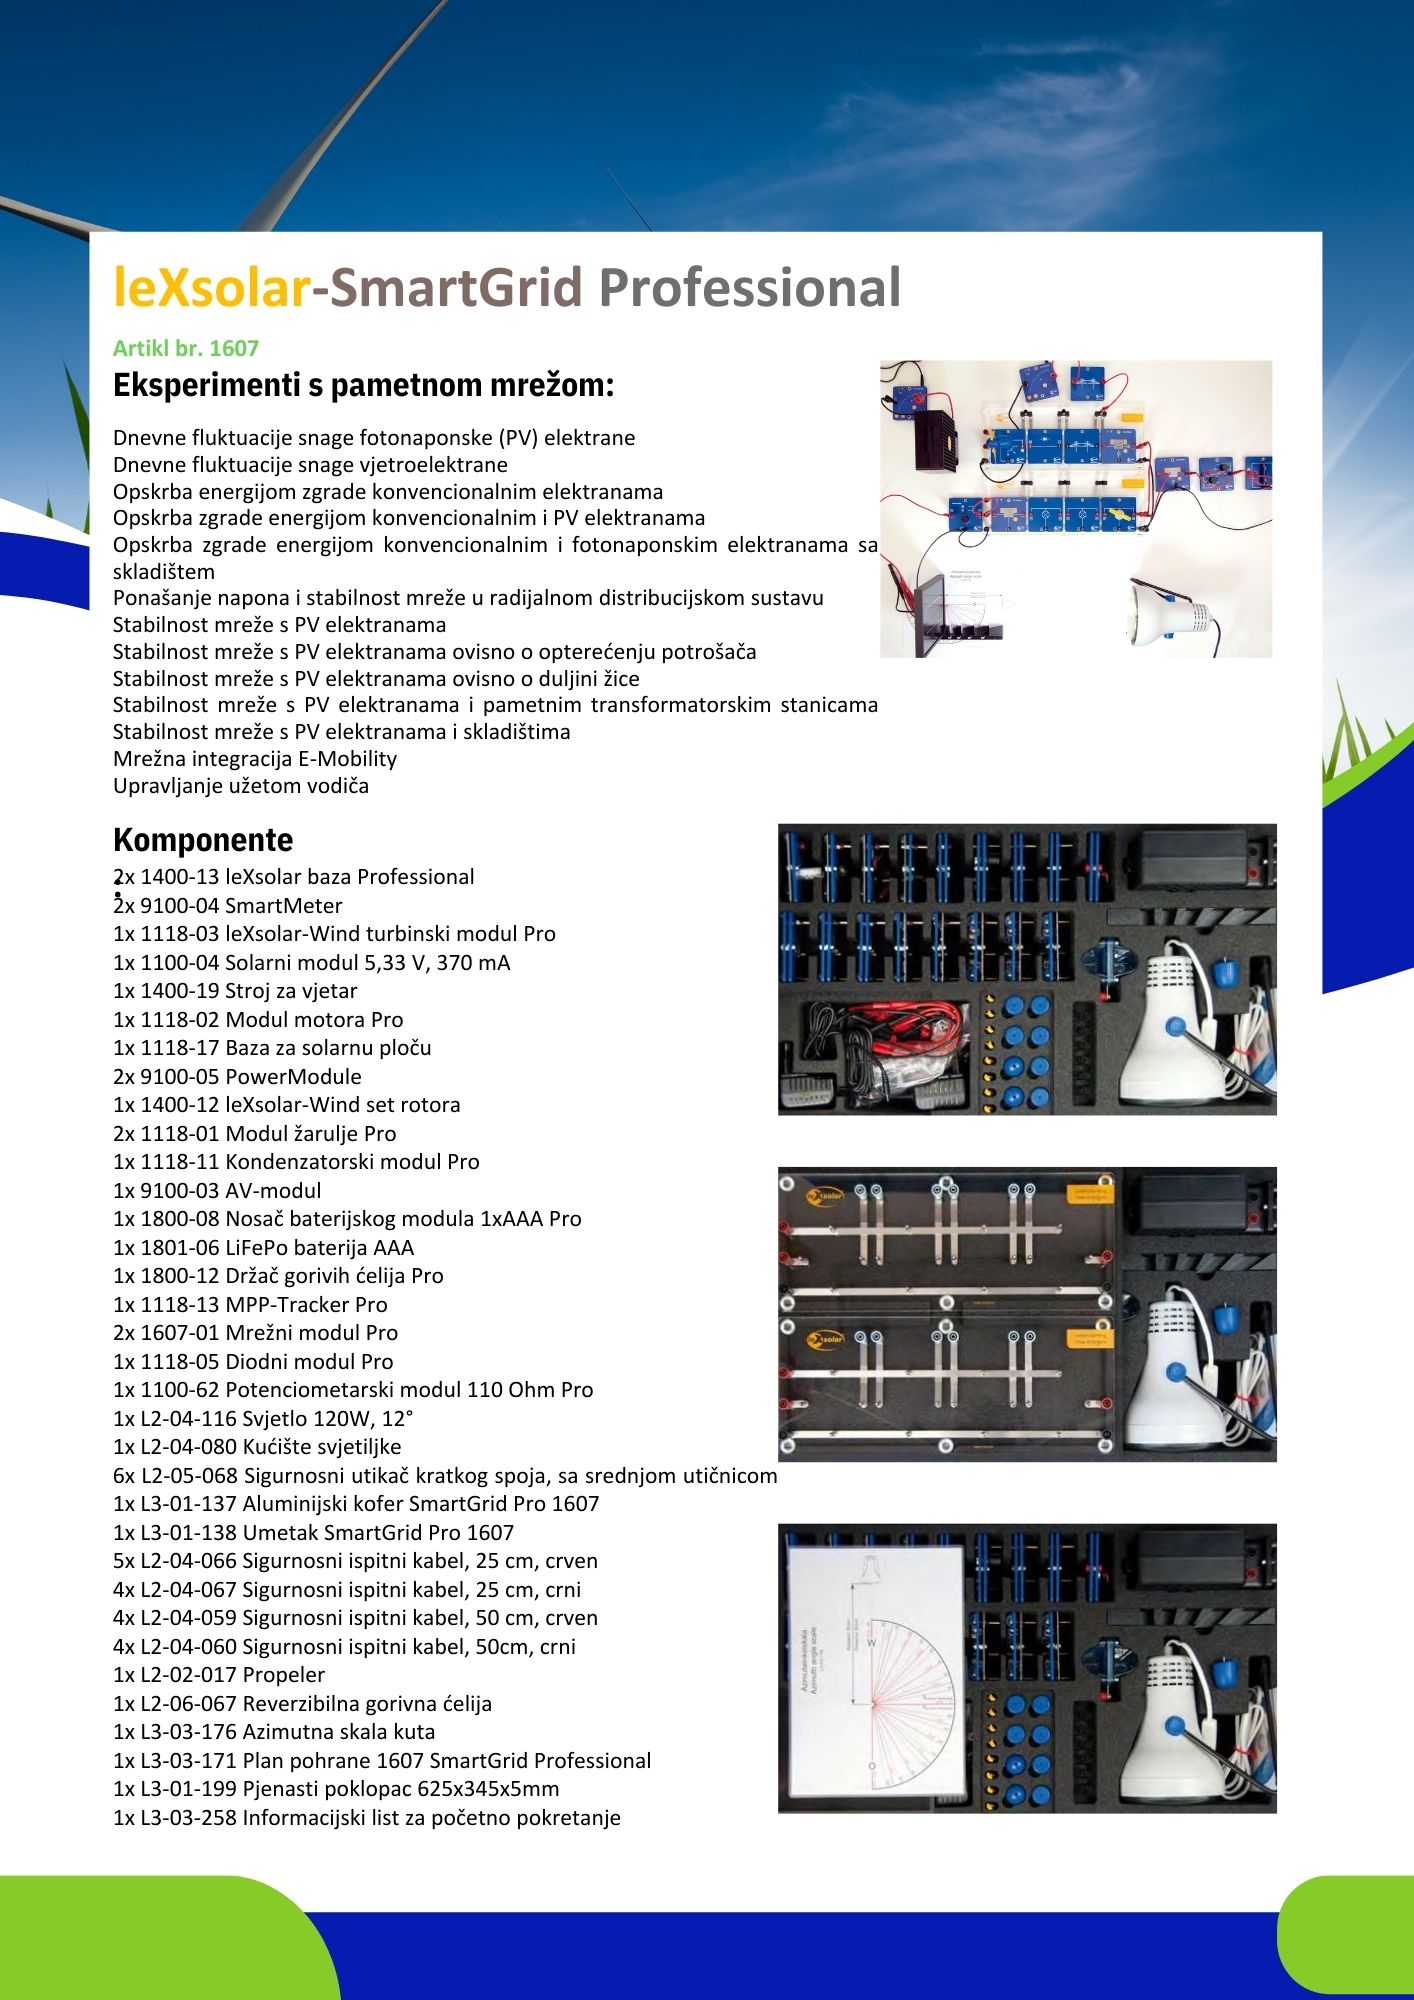 leXsolar-SmartGrid Professional
Artikl br. 1607
Eksperimenti s pametnom mrežom:
Dnevne fluktuacije snage fotonaponske (PV) elektrane
Dnevne fluktuacije snage vjetroelektrane
Opskrba energijom zgrade konvencionalnim elektranama
Opskrba zgrade energijom konvencionalnim i PV elektranama
Opskrba zgrade energijom konvencionalnim i fotonaponskim elektranama sa
skladištem
Ponašanje napona i stabilnost mreže u radijalnom distribucijskom sustavu
Stabilnost mreže s PV elektranama
Stabilnost mreže s PV elektranama ovisno o opterećenju potrošača
Stabilnost mreže s PV elektranama ovisno o duljini žice
Stabilnost mreže s PV elektranama i pametnim transformatorskim stanicama
Stabilnost mreže s PV elektranama i skladištima
Mrežna integracija E-Mobility
Upravljanje užetom vodiča
Komponente
:
2x 1400-13 leXsolar baza Professional
2x 9100-04 SmartMeter
1x 1118-03 leXsolar-Wind turbinski modul Pro
1x 1100-04 Solarni modul 5,33 V, 370 mA
1x 1400-19 Stroj za vjetar
1x 1118-02 Modul motora Pro
1x 1118-17 Baza za solarnu ploču
2x 9100-05 PowerModule
1x 1400-12 leXsolar-Wind set rotora
2x 1118-01 Modul žarulje Pro
1x 1118-11 Kondenzatorski modul Pro
1x 9100-03 AV-modul
1x 1800-08 Nosač baterijskog modula 1xAAA Pro
1x 1801-06 LiFePo baterija AAA
1x 1800-12 Držač gorivih ćelija Pro
1x 1118-13 MPP-Tracker Pro
2x 1607-01 Mrežni modul Pro
1x 1118-05 Diodni modul Pro
1x 1100-62 Potenciometarski modul 110 Ohm Pro
1x L2-04-116 Svjetlo 120W, 12°
1x L2-04-080 Kućište svjetiljke
6x L2-05-068 Sigurnosni utikač kratkog spoja, sa srednjom utičnicom
1x L3-01-137 Aluminijski kofer SmartGrid Pro 1607
1x L3-01-138 Umetak SmartGrid Pro 1607
5x L2-04-066 Sigurnosni ispitni kabel, 25 cm, crven
4x L2-04-067 Sigurnosni ispitni kabel, 25 cm, crni
4x L2-04-059 Sigurnosni ispitni kabel, 50 cm, crven
4x L2-04-060 Sigurnosni ispitni kabel, 50cm, crni
1x L2-02-017 Propeler
1x L2-06-067 Reverzibilna gorivna ćelija
1x L3-03-176 Azimutna skala kuta
1x L3-03-171 Plan pohrane 1607 SmartGrid Professional
1x L3-01-199 Pjenasti poklopac 625x345x5mm
1x L3-03-258 Informacijski list za početno pokretanje
leXsolar
leXsolar
Azimutwinkelskala
Azimuth angle scale
W
O